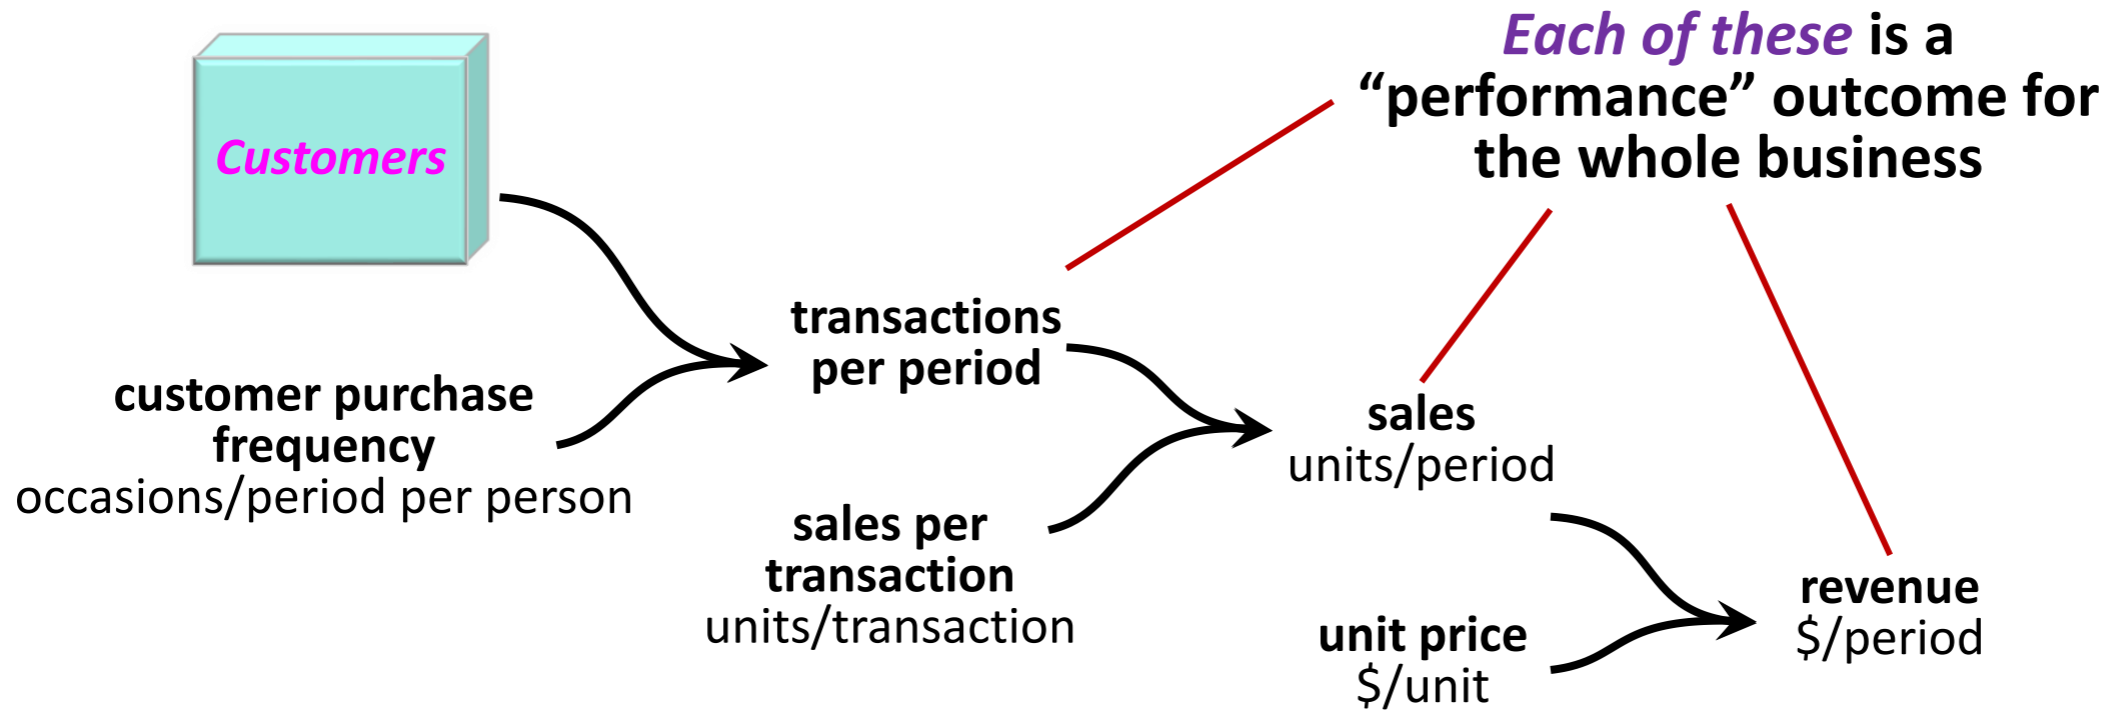 Each of these is a
“performance” outcome for
the whole business
Customers
transactions
per period
customer purchase
frequency
occasions/period per person
sales
units/period
sales per
transaction
units/transaction
revenue
$/period
unit price
$/unit